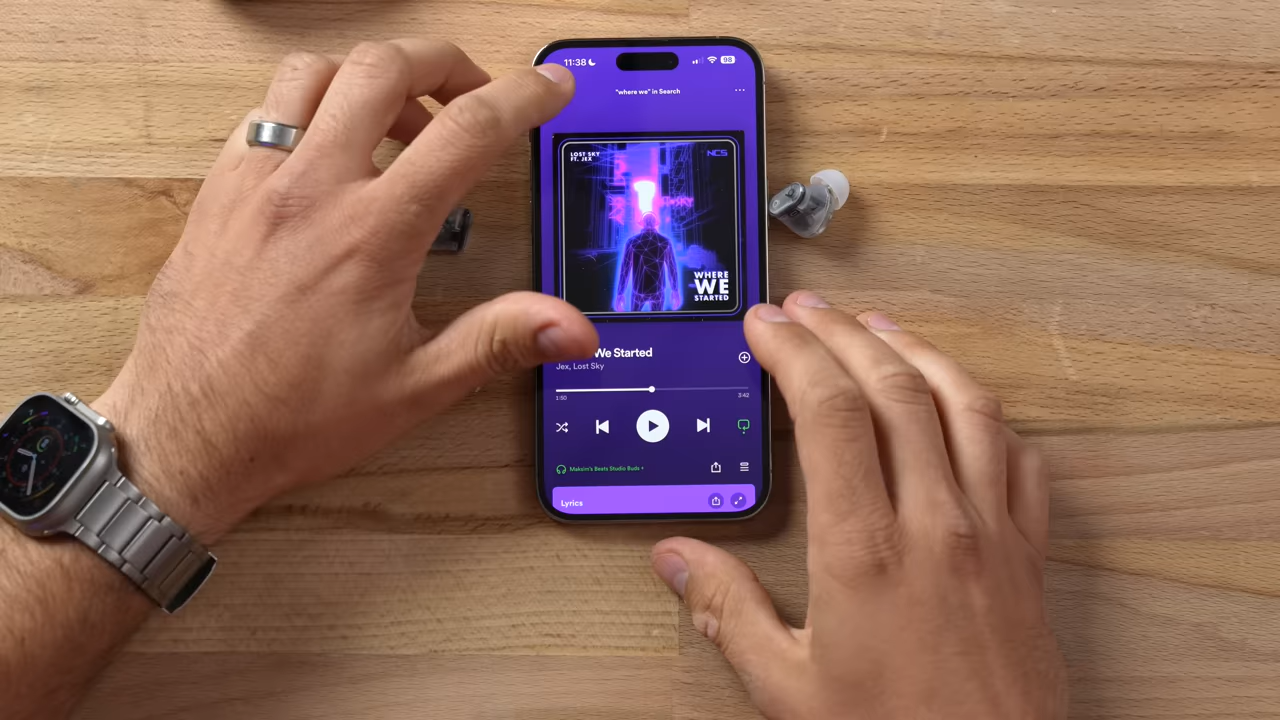 11:38
98
"where we" in Search
LOST SKY
FT. JEX
NCS
WHERE
WE
STARTED
We Started
Jex, Lost Sky
1:50
3:42
Maksim's Beats Studio Buds +
Lyrics